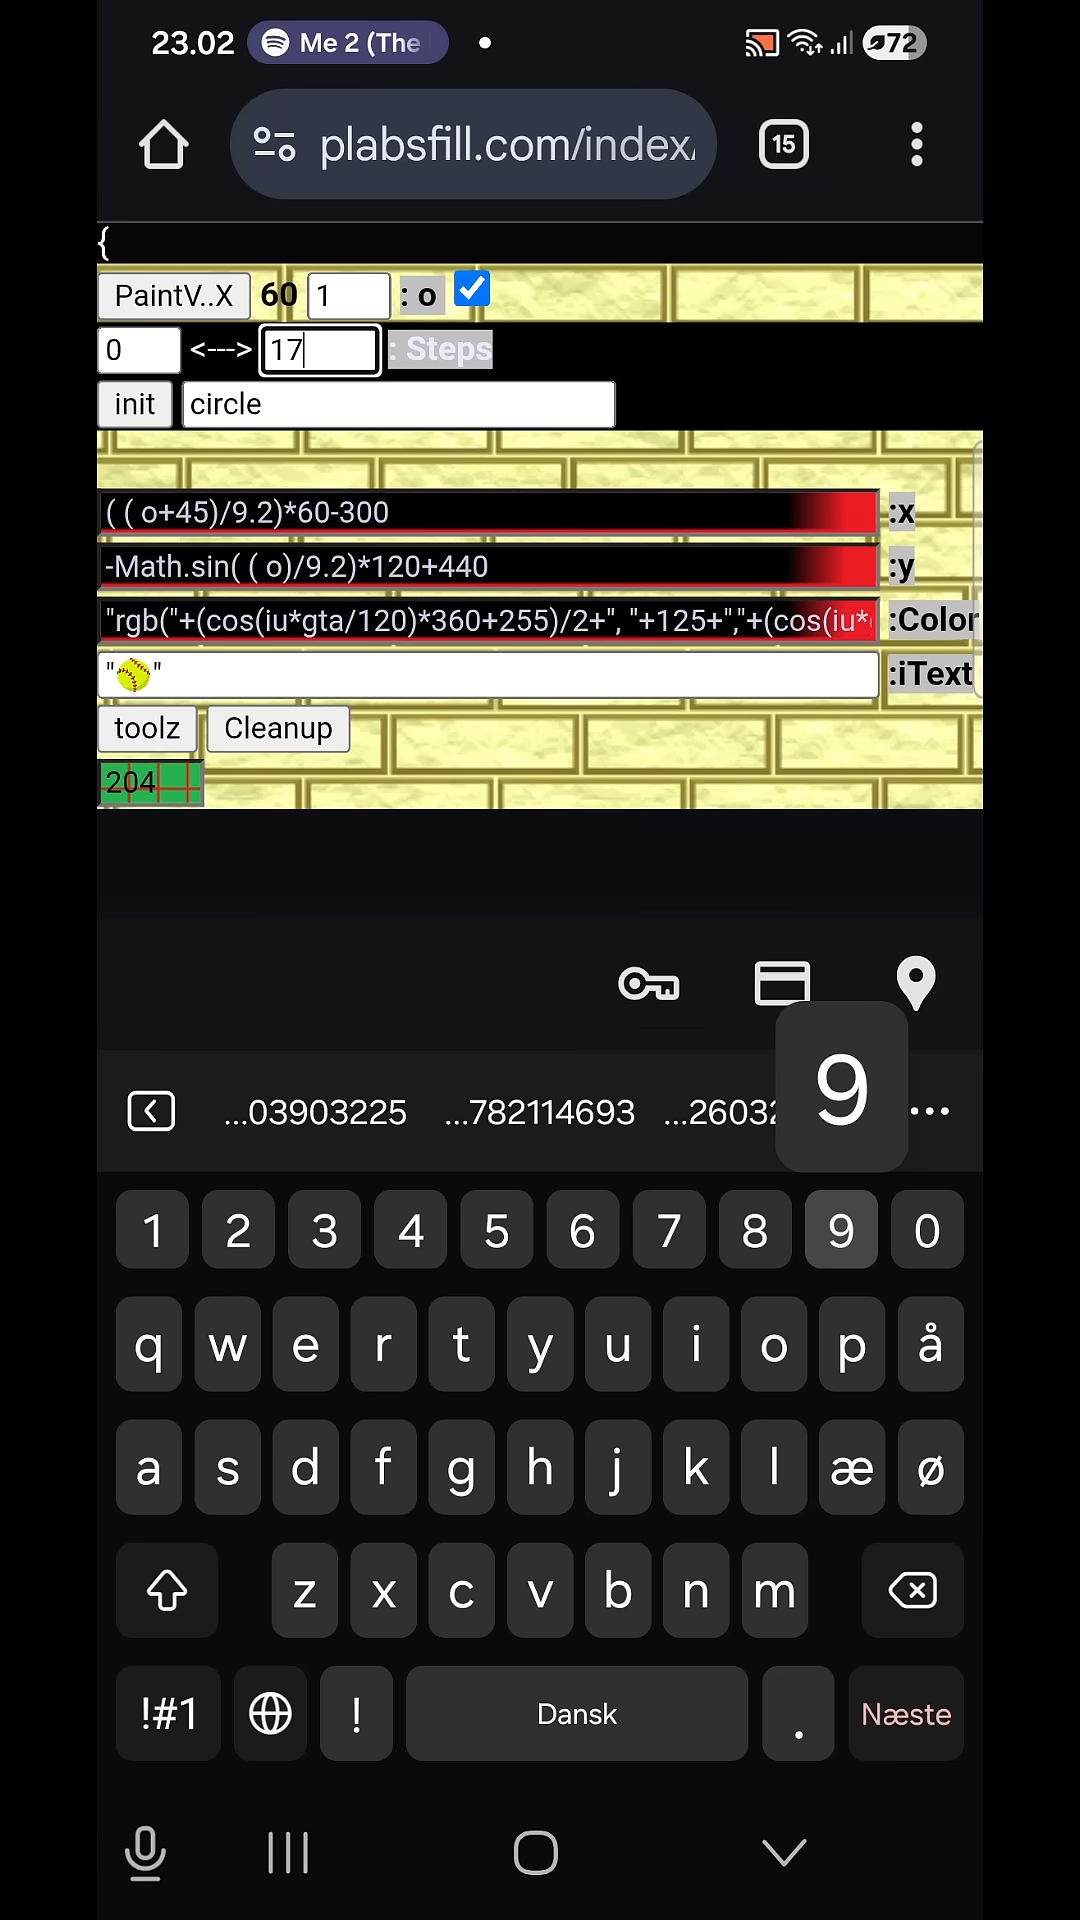 23.02 Me 2 (The 72
plabsfill.com/index/ 15
{
PaintV..X 60 1 : o
0 <---> 17 : Steps
init circle
( ( o+45)/9.2)*60-300 :x
-Math.sin( ( o)/9.2)*120+440 :y
"rgb("+(cos(iu*gta/120)*360+255)/2+", "+125+","+(cos(iu* :Color
"🥎" :iText
toolz Cleanup
204
...03903225 ...782114693 ...26032 9 ...
1 2 3 4 5 6 7 8 9 0
q w e r t y u i o p å
a s d f g h j k l æ ø
z x c v b n m
!#1 ! Dansk . Næste